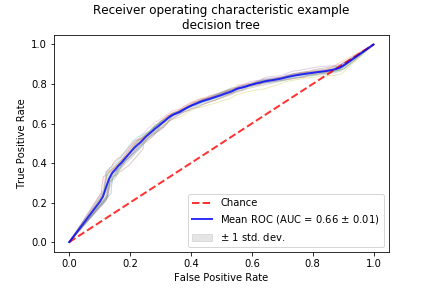 Receiver operating characteristic example
decision tree
1.0
0.8
0.6
0.4
0.2
0.0
True Positive Rate
Chance
Mean ROC (AUC = 0.66 ± 0.01)
± 1 std. dev.
0.0 0.2 0.4 0.6 0.8 1.0
False Positive Rate